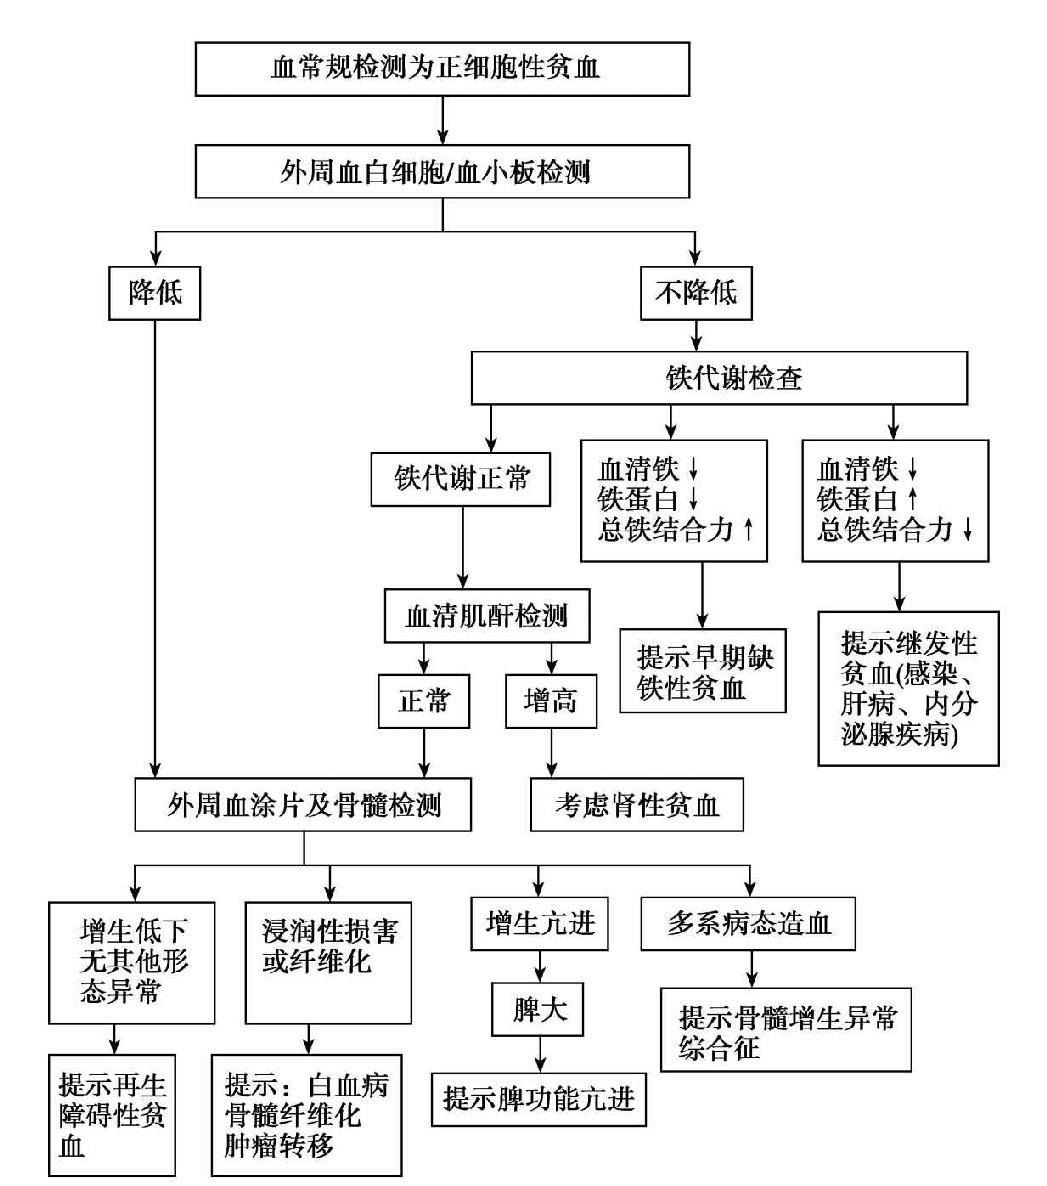 血常规检测为正细胞性贫血
外周血白细胞/血小板检测
降低
不降低
铁代谢检查
铁代谢正常
血清铁↓
铁蛋白↓
总铁结合力↑
血清铁↓
铁蛋白↑
总铁结合力↓
血清肌酐检测
提示早期缺
铁性贫血
提示继发性
贫血(感染、
肝病、内分
泌腺疾病)
正常
增高
外周血涂片及骨髓检测
考虑肾性贫血
增生低下
无其他形
态异常
浸润性损害
或纤维化
增生亢进
多系病态造血
脾大
提示骨髓增生异常
综合征
提示再生
障碍性贫
血
提示：白血病
骨髓纤维化
肿瘤转移
提示脾功能亢进